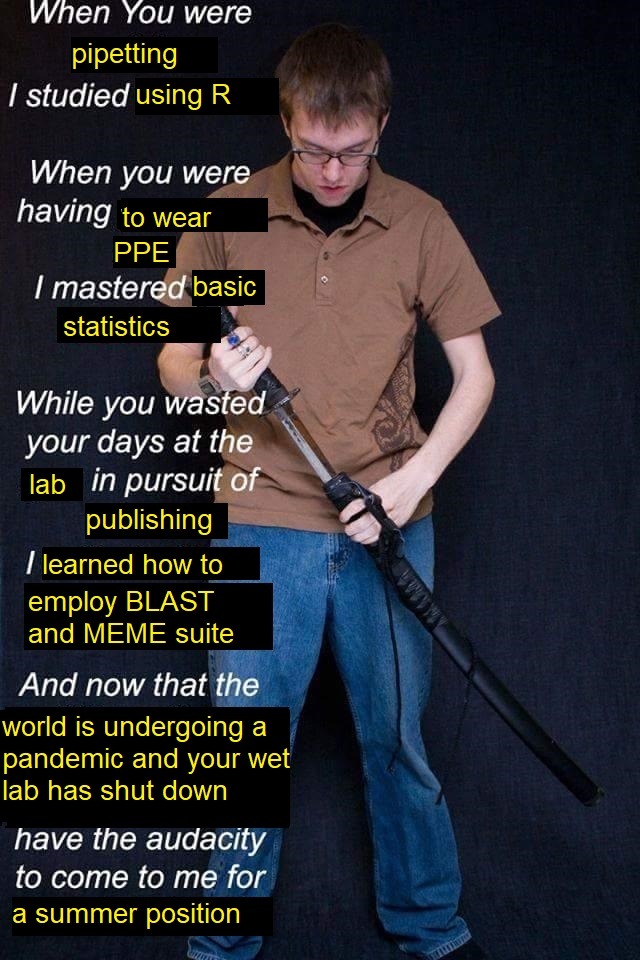 When You were
pipetting
I studied using R
When you were
having to wear
PPE
I mastered basic
statistics
While you wasted
your days at the
lab in pursuit of
publishing
I learned how to
employ BLAST
and MEME suite
And now that the
world is undergoing a
pandemic and your wet
lab has shut down
have the audacity
to come to me for
a summer position